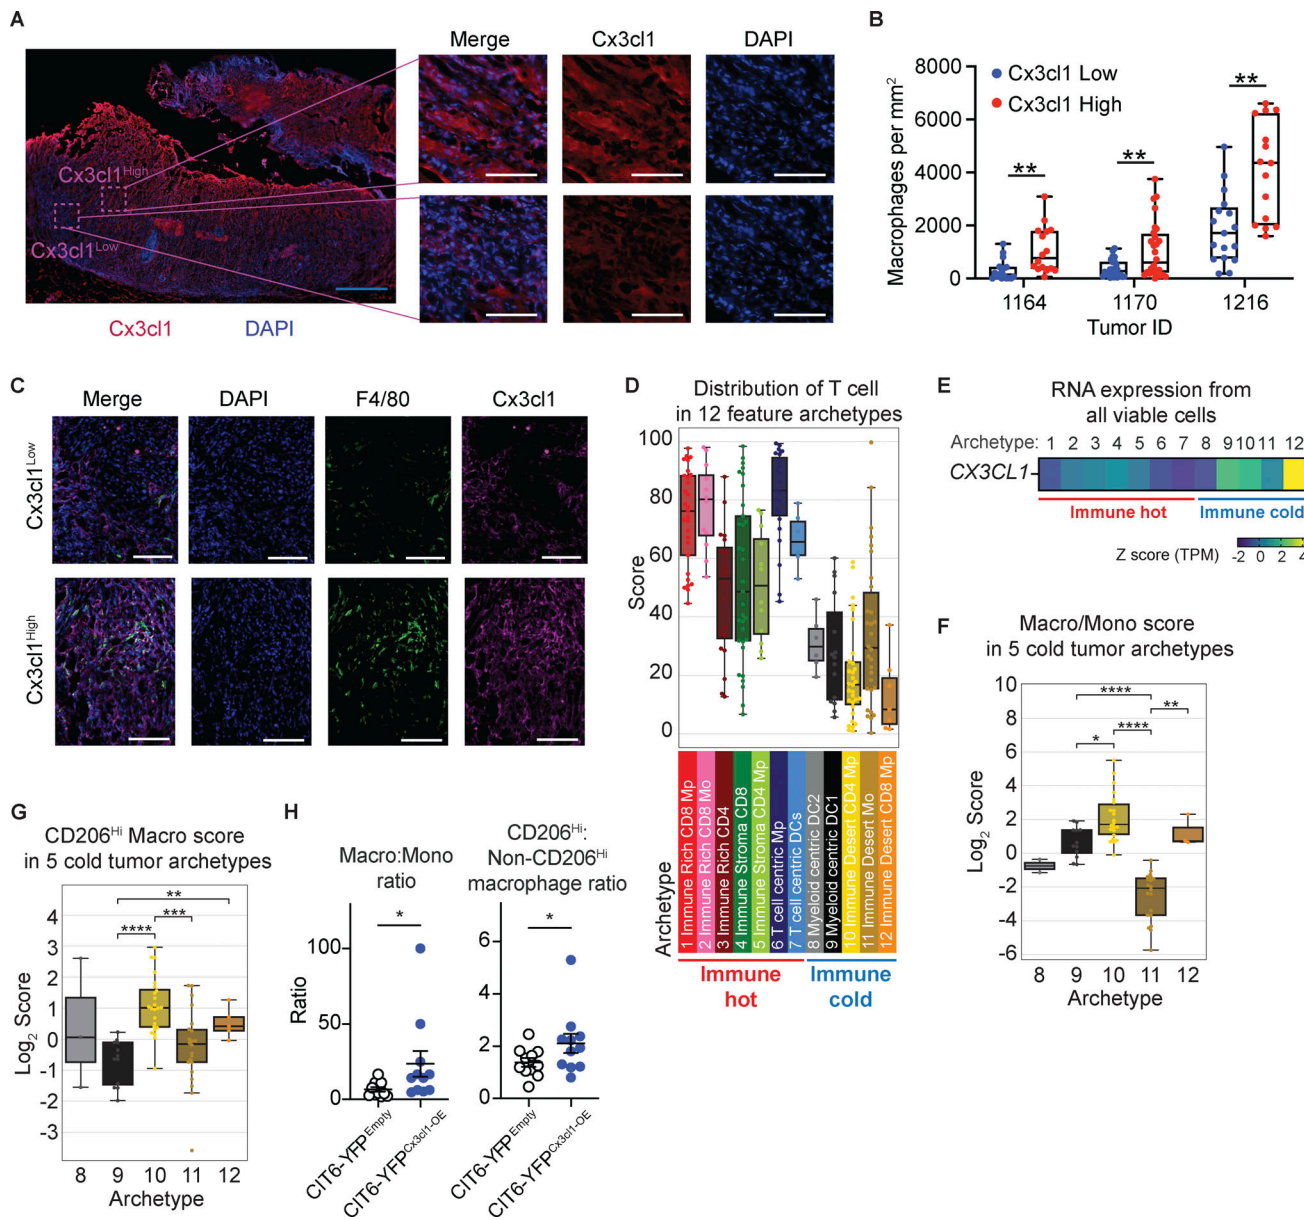 A
Merge
Cx3cl1
DAPI
Cx3cl1High
Cx3cl1Low
Cx3cl1
DAPI
B
Macrophages per mm2
8000
6000
4000
2000
0
Cx3cl1 Low
Cx3cl1 High
**
**
**
1164
1170
1216
Tumor ID
C
Merge
DAPI
F4/80
Cx3cl1
Cx3cl1Low
Cx3cl1High
D
Distribution of T cell
in 12 feature archetypes
Score
100
80
60
40
20
0
Archetype
1 Immune Rich CD8 Mp
2 Immune Rich CD8 Mo
3 Immune Rich CD4
4 Immune Stroma CD8
5 Immune Stroma CD4 Mp
6 T cell centric Mp
7 T cell centric DCs
8 Myeloid centric DC2
9 Myeloid centric DC1
10 Immune Desert CD4 Mp
11 Immune Desert Mo
12 Immune Desert CD8 Mp
Immune
hot
Immune
cold
E
RNA expression from
all viable cells
Archetype: 1 2 3 4 5 6 7 8 9 10 11 12
CX3CL1
Immune hot
Immune cold
Z score (TPM)
-2 0 2 4
F
Macro/Mono score
in 5 cold tumor archetypes
Log2 Score
10
8
6
4
2
0
-2
-4
-6
****
**
****
*
8 9 10 11 12
Archetype
G
CD206Hi Macro score
in 5 cold tumor archetypes
Log2 Score
4
3
2
1
0
-1
-2
-3
**
****
***
8 9 10 11 12
Archetype
H
Macro:Mono
ratio
Ratio
100
50
0
*
CIT6-YFPEmpty
CIT6-YFPCx3cl1-OE
CD206Hi:
Non-CD206Hi
macrophage ratio
6
4
2
0
*
CIT6-YFPEmpty
CIT6-YFPCx3cl1-OE